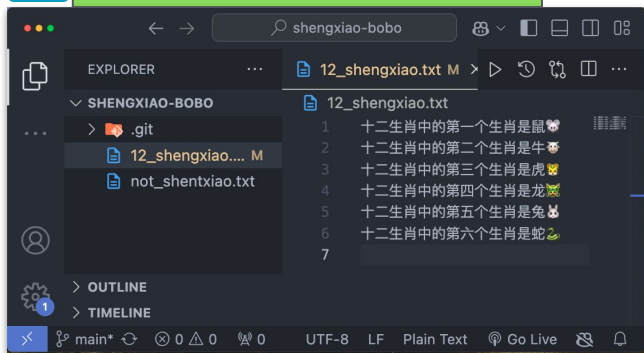 shengxiao-bobo
EXPLORER
SHENGXIAO-BOBO
.git
12_shengxiao.... M
not_shentxiao.txt
OUTLINE
TIMELINE
12_shengxiao.txt M
12_shengxiao.txt
1 十二生肖中的第一个生肖是鼠🐭
2 十二生肖中的第二个生肖是牛🐮
3 十二生肖中的第三个生肖是虎🐯
4 十二生肖中的第四个生肖是龙🐲
5 十二生肖中的第五个生肖是兔🐰
6 十二生肖中的第六个生肖是蛇🐍
7
1
main* 0 0 0 UTF-8 LF Plain Text Go Live